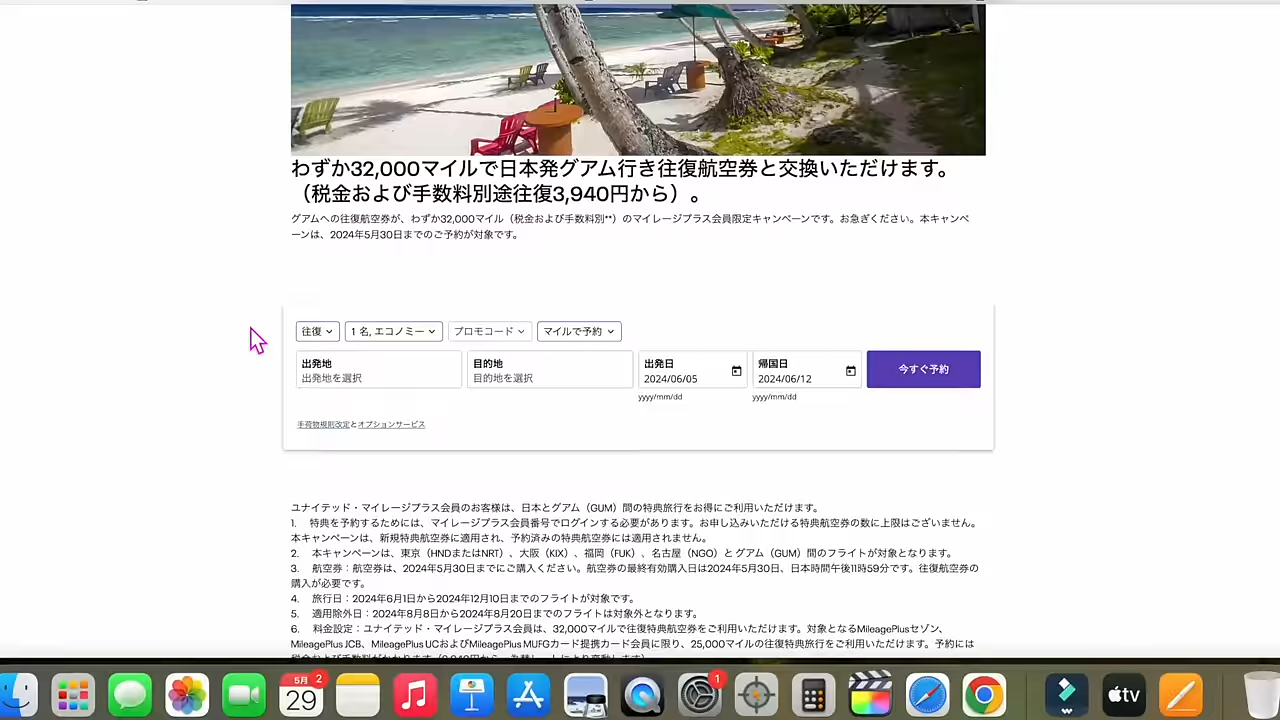 わずか32,000マイルで日本発グアム行き往復航空券と交換いただけます。
（税金および手数料別途往復3,940円から）。
グアムへの往復航空券が、わずか32,000マイル（税金および手数料別**）のマイレージプラス会員限定キャンペーンです。お急ぎください。本キャンペ
ーンは、2024年5月30日までのご予約が対象です。
往復 1 名, エコノミー プロモコード マイルで予約
出発地 目的地 出発日 帰国日
出発地を選択 目的地を選択 2024/06/05 2024/06/12 今すぐ予約
yyyy/mm/dd yyyy/mm/dd
手荷物規則改定とオプションサービス
ユナイテッド・マイレージプラス会員のお客様は、日本とグアム（GUM）間の特典旅行をお得にご利用いただけます。
1. 特典を予約するためには、マイレージプラス会員番号でログインする必要があります。お申し込みいただける特典航空券の数に上限はございません。
本キャンペーンは、新規特典航空券に適用され、予約済みの特典航空券には適用されません。
2. 本キャンペーンは、東京（HNDまたはNRT）、大阪（KIX）、福岡（FUK）、名古屋（NGO）とグアム（GUM）間のフライトが対象となります。
3. 航空券：航空券は、2024年5月30日までにご購入ください。航空券の最終有効購入日は2024年5月30日、日本時間午後11時59分です。往復航空券の
購入が必要です。
4. 旅行日：2024年6月1日から2024年12月10日までのフライトが対象です。
5. 適用除外日：2024年8月8日から2024年8月20日までのフライトは対象外となります。
6. 料金設定：ユナイテッド・マイレージプラス会員は、32,000マイルで往復特典航空券をご利用いただけます。対象となるMileagePlusセゾン、
MileagePlus JCB、MileagePlus UCおよびMileagePlus MUFGカード提携カード会員に限り、25,000マイルの往復特典旅行をご利用いただけます。予約には
5月 2 1
29 tv